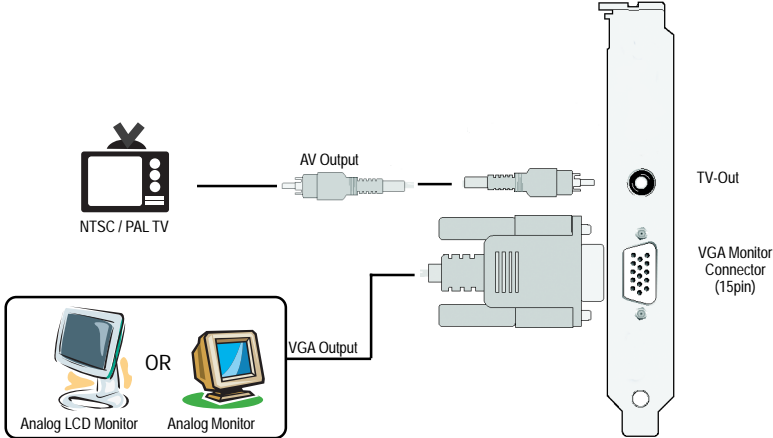 AV Output
TV-Out
NTSC / PAL TV
VGA Monitor
Connector
(15pin)
VGA Output
OR
Analog LCD Monitor
Analog Monitor